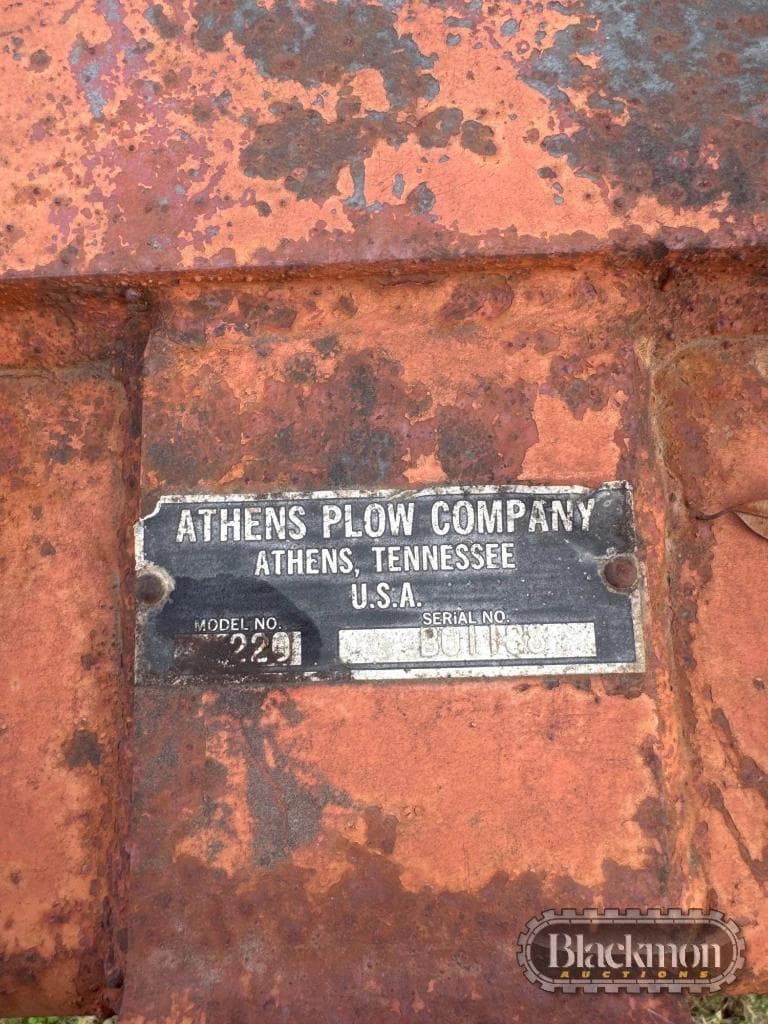 ATHENS PLOW COMPANY
ATHENS, TENNESSEE
U.S.A.
MODEL NO. SERIAL NO.
Blackmon
AUCTIONS